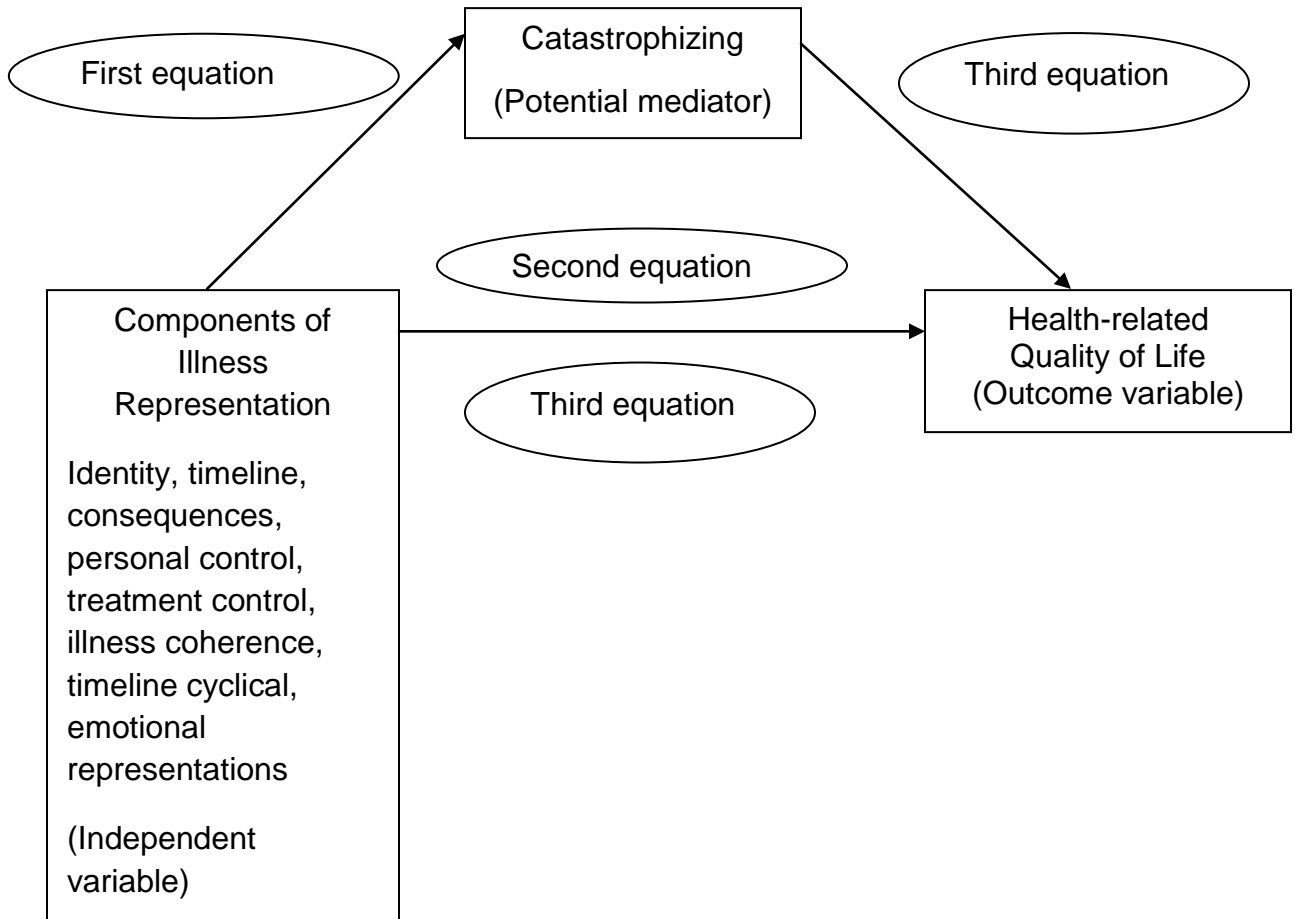 First equation
Catastrophizing
(Potential mediator)
Third equation
Second equation
Third equation
Components of
Illness
Representation
Identity, timeline,
consequences,
personal control,
treatment control,
illness coherence,
timeline cyclical,
emotional
representations
(Independent
variable)
Health-related
Quality of Life
(Outcome variable)